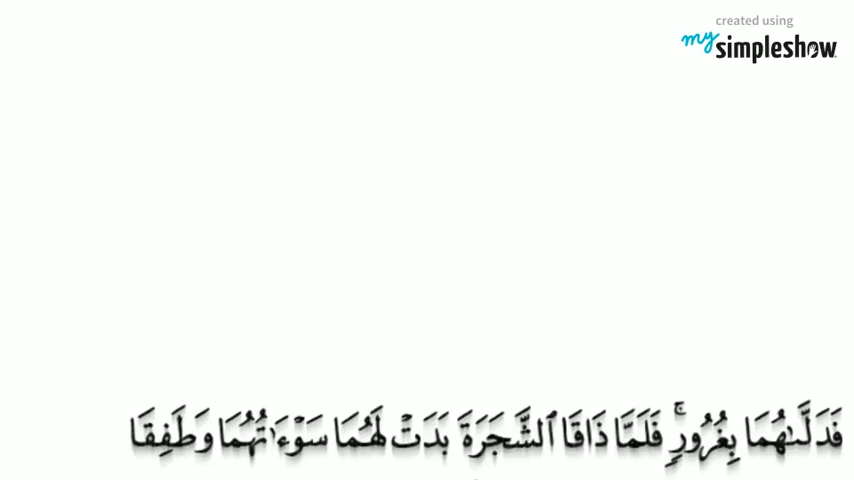 created using
my simpleshow
فَدَلَّىٰهُمَا بِغُرُورٍۚ فَلَمَّا ذَاقَا ٱلشَّجَرَةَ بَدَتۡ لَهُمَا سَوۡءَٰتُهُمَا وَطَفِقَا